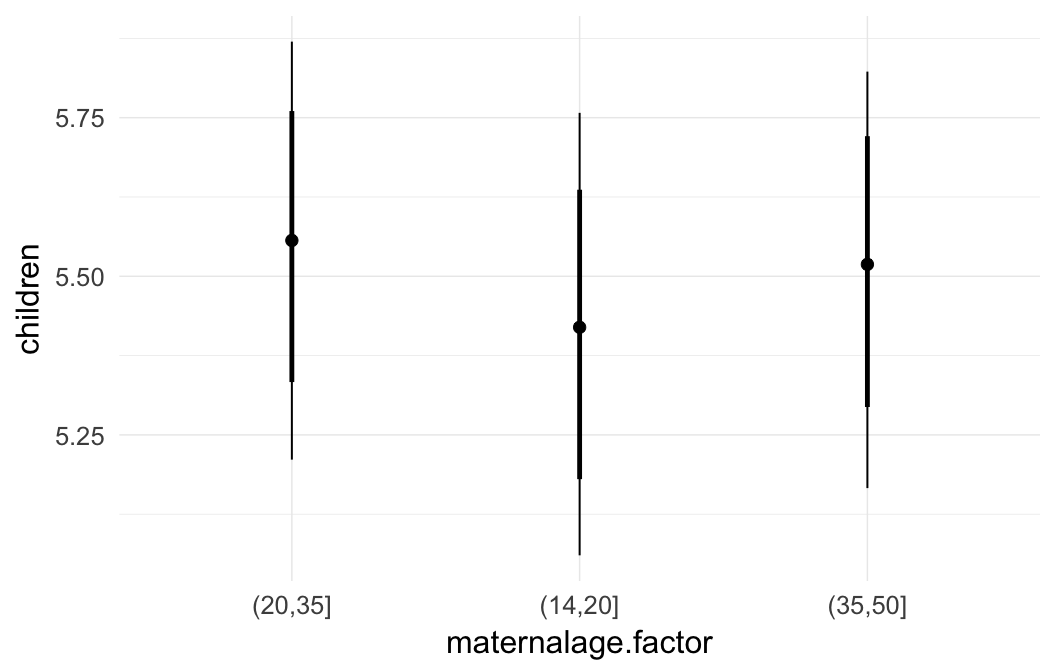 children
5.75
5.50
5.25
(20,35] (14,20] (35,50]
maternalage.factor